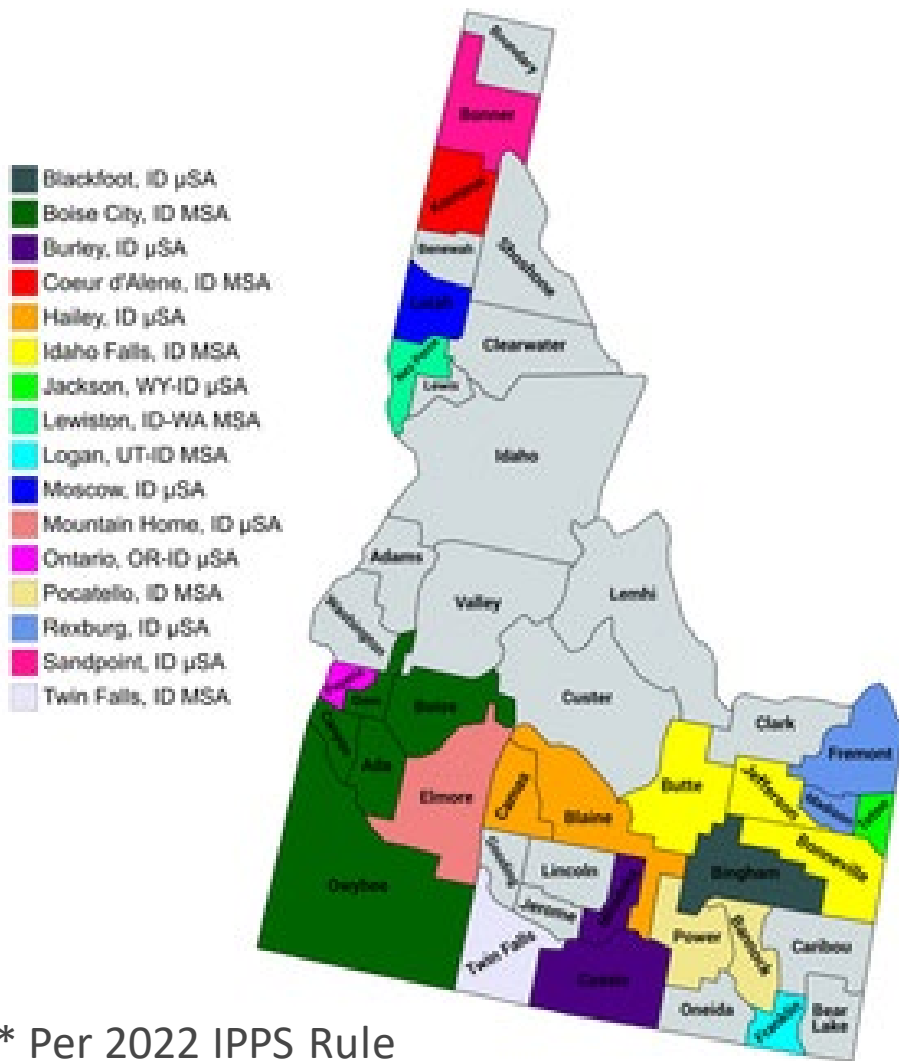 Boundary
Bonner
Blackfoot, ID µSA
Boise City, ID MSA
Burley, ID µSA
Coeur d'Alene, ID MSA
Hailey, ID µSA
Idaho Falls, ID MSA
Jackson, WY-ID µSA
Lewiston, ID-WA MSA
Logan, UT-ID MSA
Moscow, ID µSA
Mountain Home, ID µSA
Ontario, OR-ID µSA
Pocatello, ID MSA
Rexburg, ID µSA
Sandpoint, ID µSA
Twin Falls, ID MSA
Kootenai
Benewah
Shoshone
Latah
Clearwater
Lewis
Idaho
Adams
Valley
Lemhi
Washington
Boise
Custer
Clark
Fremont
Canyon
Ada
Elmore
Camas
Blaine
Butte
Jefferson
Madison
Teton
Bonneville
Owyhee
Gooding
Lincoln
Jerome
Bingham
Twin Falls
Cassia
Power
Bannock
Caribou
Oneida
Franklin
Bear
Lake
* Per 2022 IPPS Rule